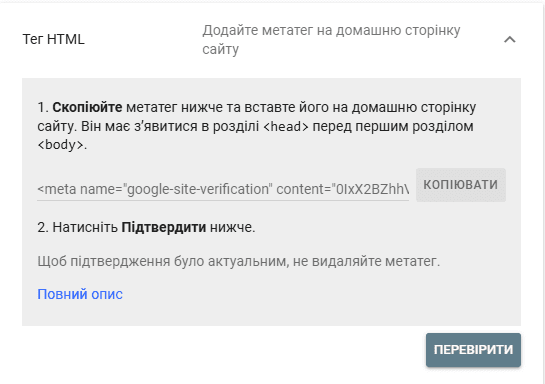 Тег HTML
Додайте метатег на домашню сторінку
сайту
1. Скопіюйте метатег нижче та вставте його на домашню сторінку
сайту. Він має з’явитися в розділі <head> перед першим розділом
<body>.
<meta name="google-site-verification" content="0IxX2BZhh
КОПІЮВАТИ
2. Натисніть Підтвердити нижче.
Щоб підтвердження було актуальним, не видаляйте метатег.
Повний опис
ПЕРЕВІРИТИ